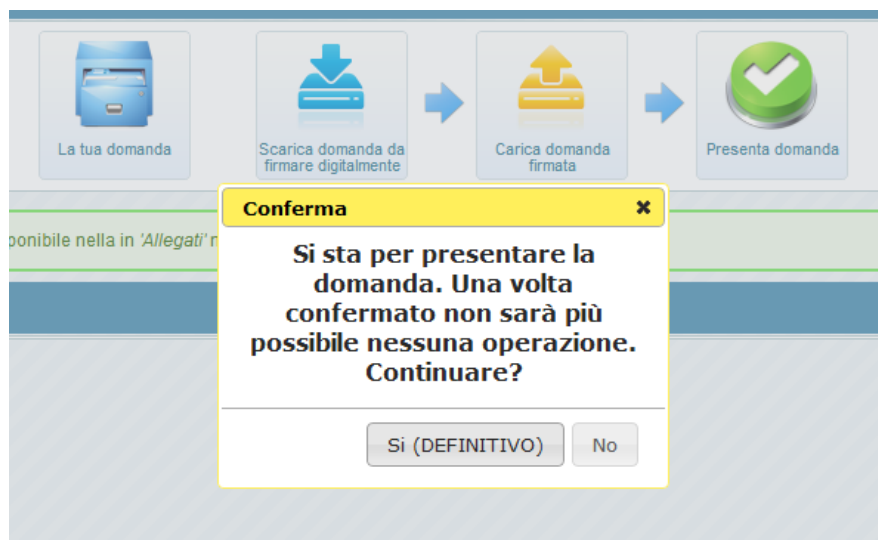 La tua domanda
Scarica domanda da
firmare digitalmente
Carica domanda
firmata
Presenta domanda
ponibile nella in 'Allegati' n
Conferma
Si sta per presentare la
domanda. Una volta
confermato non sarà più
possibile nessuna operazione.
Continuare?
Si (DEFINITIVO)
No